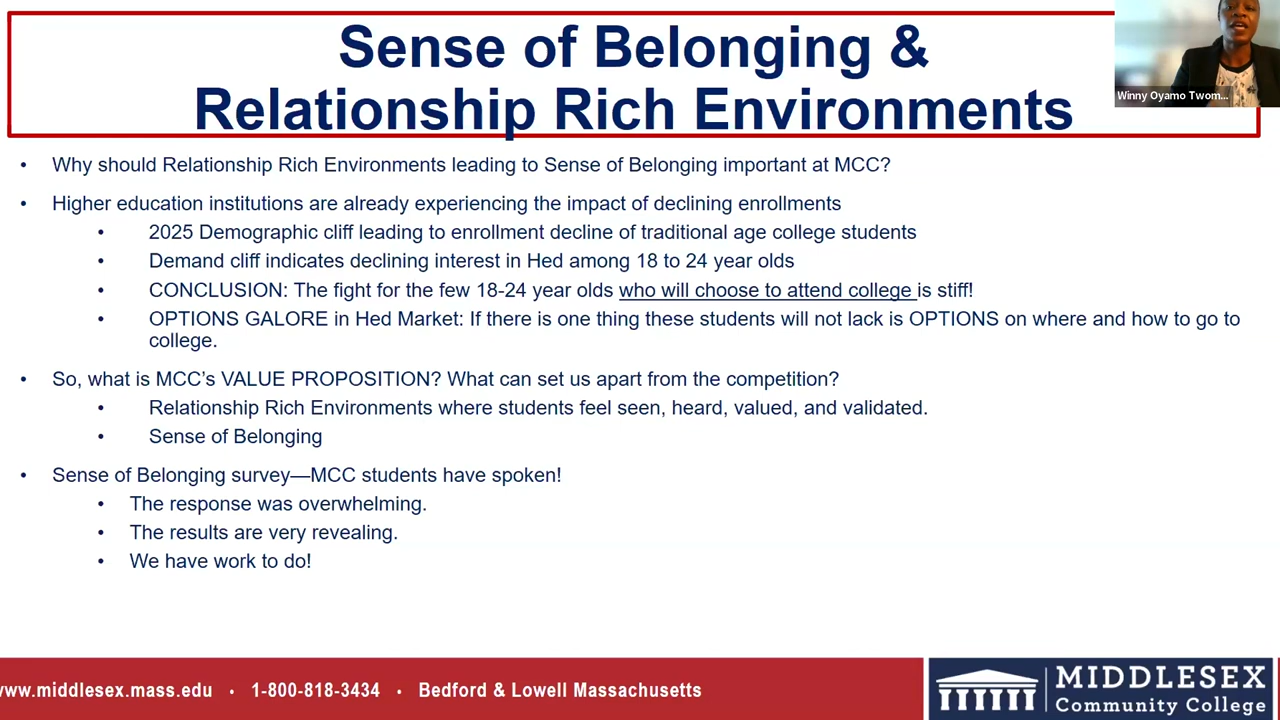 Sense of Belonging &
Relationship Rich Environments
Winny Oyamo Twom...
• Why should Relationship Rich Environments leading to Sense of Belonging important at MCC?
• Higher education institutions are already experiencing the impact of declining enrollments
• 2025 Demographic cliff leading to enrollment decline of traditional age college students
• Demand cliff indicates declining interest in Hed among 18 to 24 year olds
• CONCLUSION: The fight for the few 18-24 year olds who will choose to attend college is stiff!
• OPTIONS GALORE in Hed Market: If there is one thing these students will not lack is OPTIONS on where and how to go to
college.
• So, what is MCC’s VALUE PROPOSITION? What can set us apart from the competition?
• Relationship Rich Environments where students feel seen, heard, valued, and validated.
• Sense of Belonging
• Sense of Belonging survey—MCC students have spoken!
• The response was overwhelming.
• The results are very revealing.
• We have work to do!
www.middlesex.mass.edu • 1-800-818-3434 • Bedford & Lowell Massachusetts
MIDDLESEX
Community College